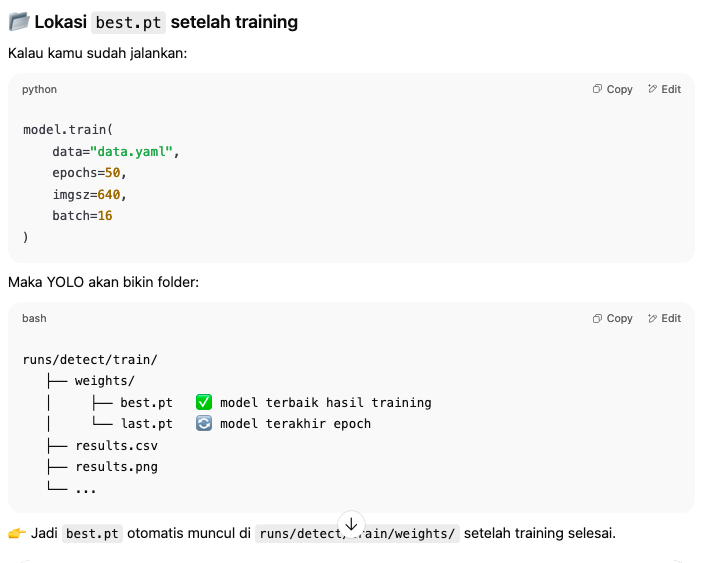 📂 Lokasi best.pt setelah training
Kalau kamu sudah jalankan:
python Copy Edit
model.train(
    data="data.yaml",
    epochs=50,
    imgsz=640,
    batch=16
)
Maka YOLO akan bikin folder:
bash Copy Edit
runs/detect/train/
   ├── weights/
   │     ├── best.pt   ✅ model terbaik hasil training
   │     └── last.pt   🔄 model terakhir epoch
   ├── results.csv
   ├── results.png
   └── ...
👉 Jadi best.pt otomatis muncul di runs/detect/train/weights/ setelah training selesai.